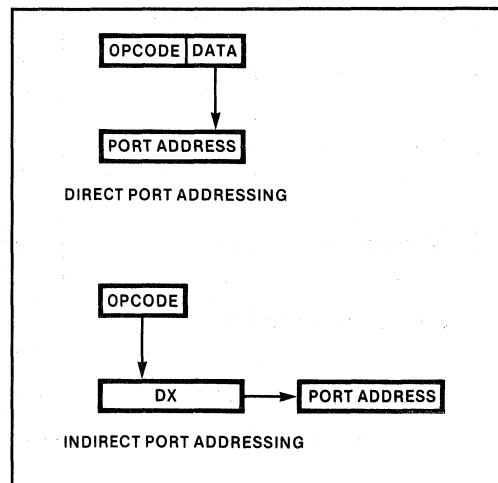 OPCODE DATA
PORT ADDRESS
DIRECT PORT ADDRESSING
OPCODE
DX PORT ADDRESS
INDIRECT PORT ADDRESSING